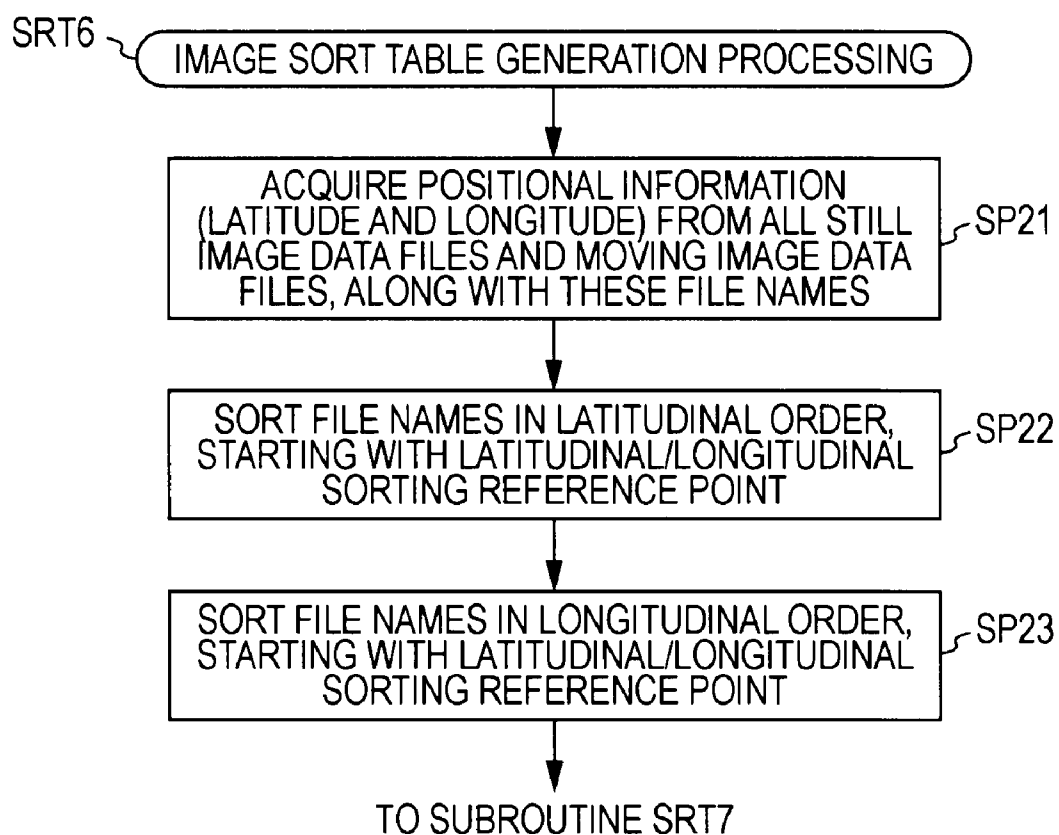 SRT6
IMAGE SORT TABLE GENERATION PROCESSING
ACQUIRE POSITIONAL INFORMATION
(LATITUDE AND LONGITUDE) FROM ALL STILL
IMAGE DATA FILES AND MOVING IMAGE DATA
FILES, ALONG WITH THESE FILE NAMES
SP21
SORT FILE NAMES IN LATITUDINAL ORDER,
STARTING WITH LATITUDINAL/LONGITUDINAL
SORTING REFERENCE POINT
SP22
SORT FILE NAMES IN LONGITUDINAL ORDER,
STARTING WITH LATITUDINAL/LONGITUDINAL
SORTING REFERENCE POINT
SP23
TO SUBROUTINE SRT7